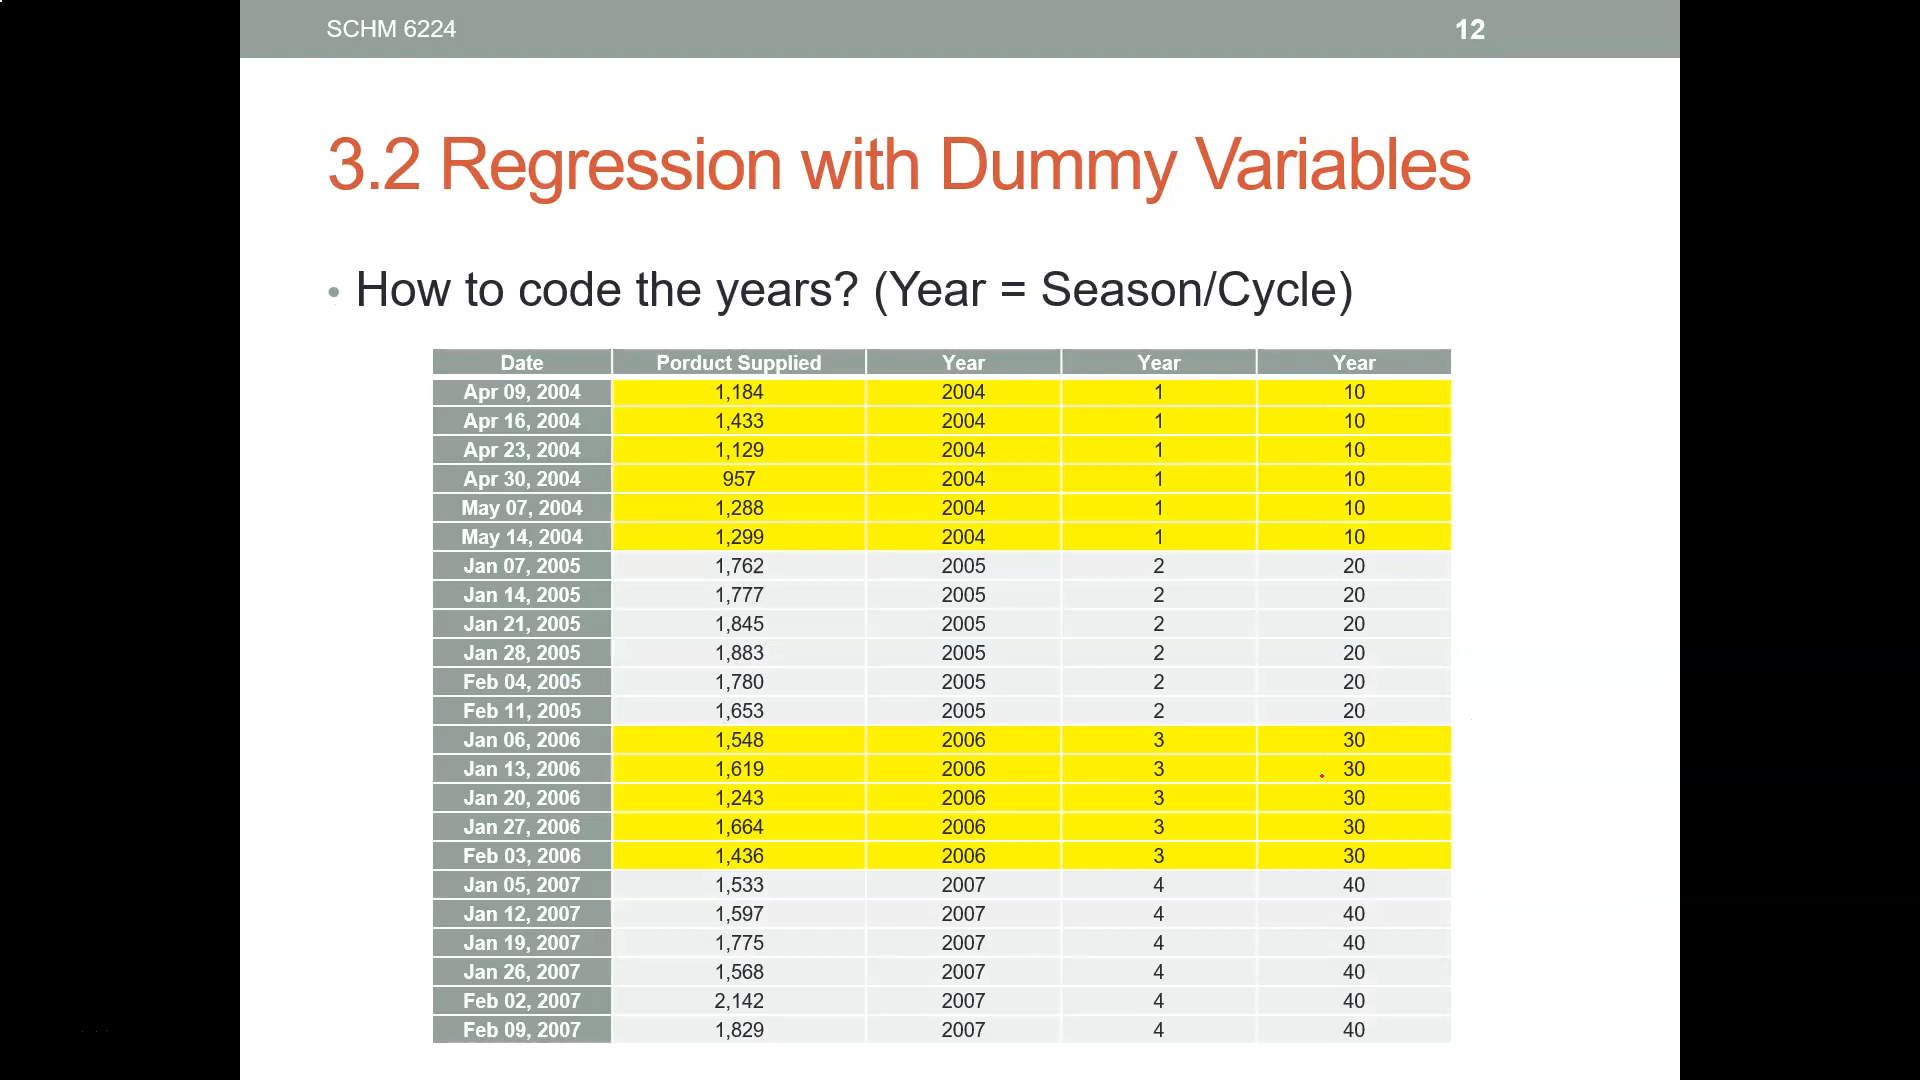 SCHM 6224
12
3.2 Regression with Dummy Variables
• How to code the years? (Year = Season/Cycle)
Date Porduct Supplied Year Year Year
Apr 09, 2004 1,184 2004 1 10
Apr 16, 2004 1,433 2004 1 10
Apr 23, 2004 1,129 2004 1 10
Apr 30, 2004 957 2004 1 10
May 07, 2004 1,288 2004 1 10
May 14, 2004 1,299 2004 1 10
Jan 07, 2005 1,762 2005 2 20
Jan 14, 2005 1,777 2005 2 20
Jan 21, 2005 1,845 2005 2 20
Jan 28, 2005 1,883 2005 2 20
Feb 04, 2005 1,780 2005 2 20
Feb 11, 2005 1,653 2005 2 20
Jan 06, 2006 1,548 2006 3 30
Jan 13, 2006 1,619 2006 3 30
Jan 20, 2006 1,243 2006 3 30
Jan 27, 2006 1,664 2006 3 30
Feb 03, 2006 1,436 2006 3 30
Jan 05, 2007 1,533 2007 4 40
Jan 12, 2007 1,597 2007 4 40
Jan 19, 2007 1,775 2007 4 40
Jan 26, 2007 1,568 2007 4 40
Feb 02, 2007 2,142 2007 4 40
Feb 09, 2007 1,829 2007 4 40